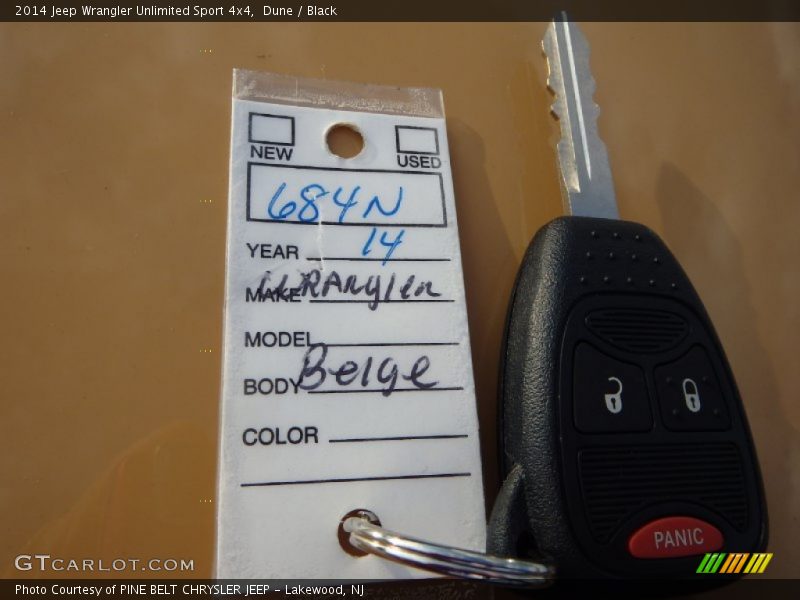 2014 Jeep Wrangler Unlimited Sport 4x4, Dune / Black
NEW USED
684N
YEAR 14
MAKE WRANgler
MODEL
BODY Beige
COLOR
PANIC
GTCARLOT.COM
Photo Courtesy of PINE BELT CHRYSLER JEEP - Lakewood, NJ